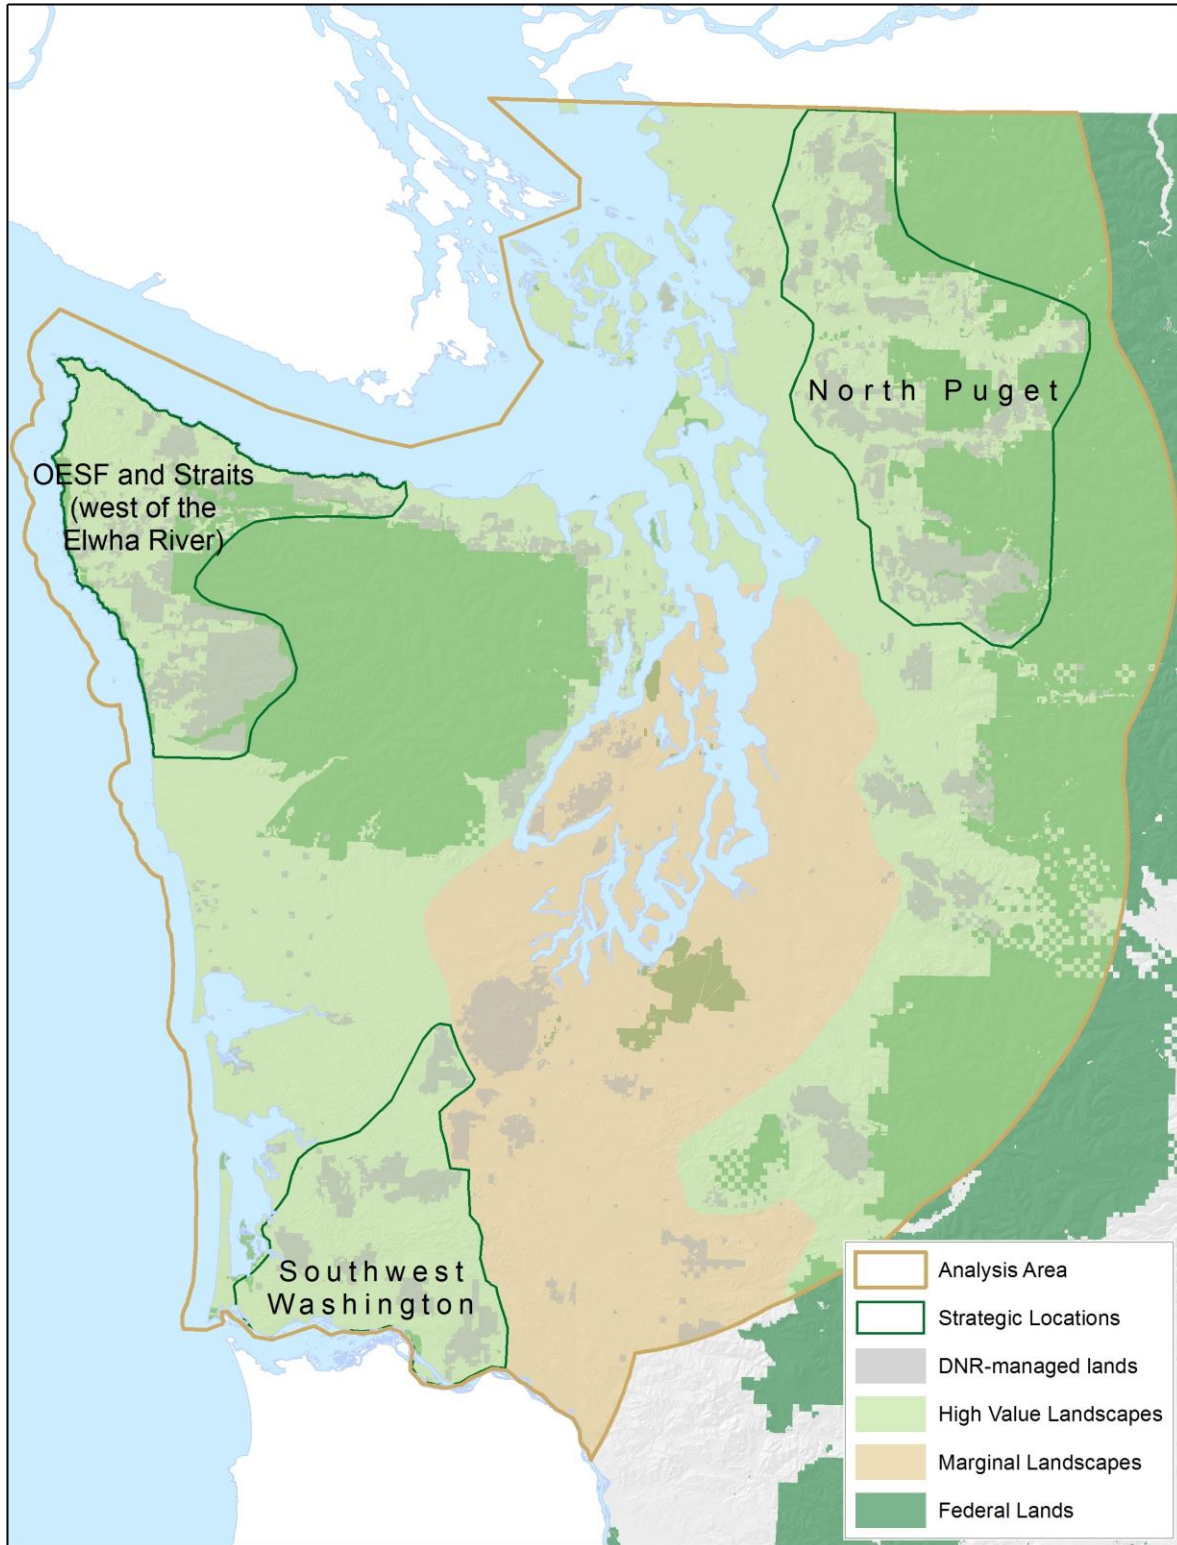 North Puget
OESF and Straits
(west of the
Elwha River)
Southwest
Washington
Analysis Area
Strategic Locations
DNR-managed lands
High Value Landscapes
Marginal Landscapes
Federal Lands